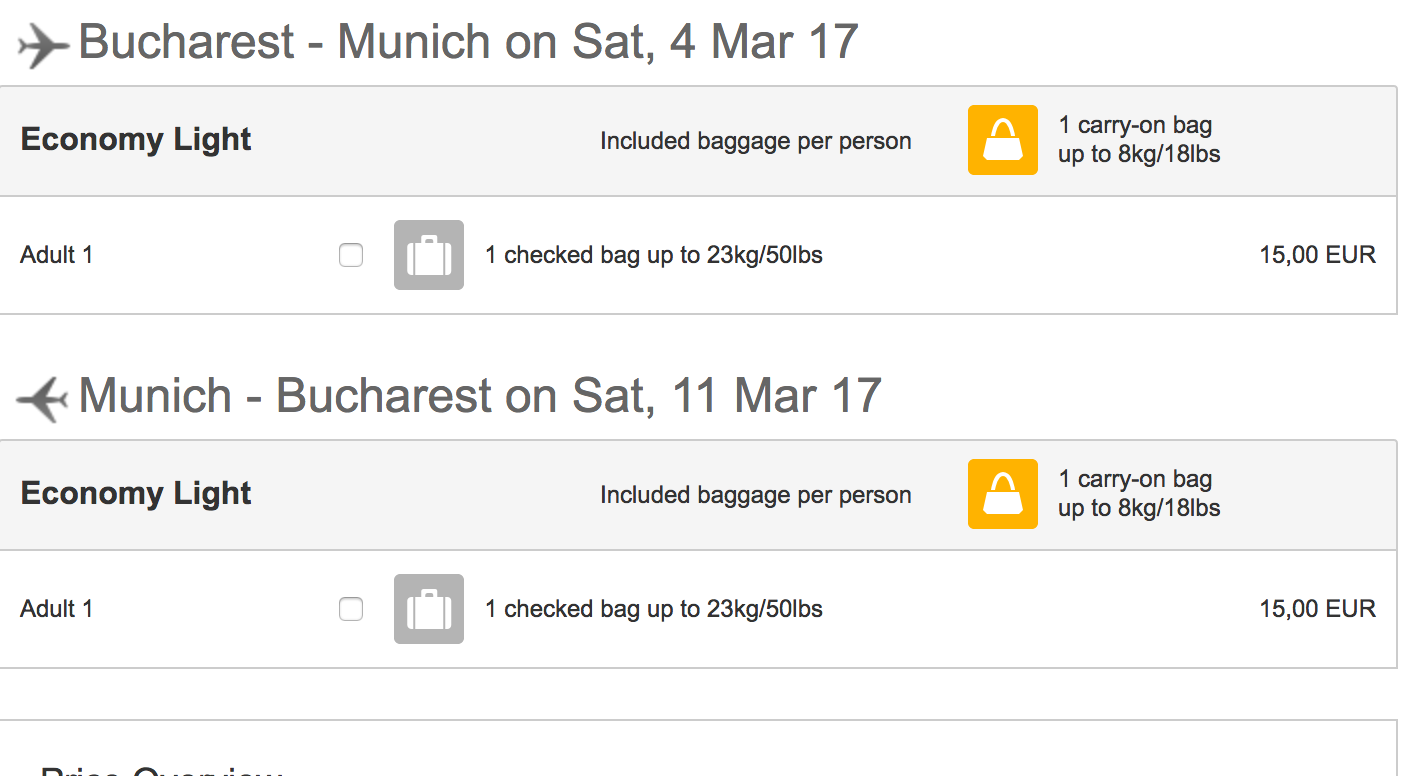 Bucharest - Munich on Sat, 4 Mar 17
Economy Light
Included baggage per person
1 carry-on bag
up to 8kg/18lbs
Adult 1
1 checked bag up to 23kg/50lbs
15,00 EUR
Munich - Bucharest on Sat, 11 Mar 17
Economy Light
Included baggage per person
1 carry-on bag
up to 8kg/18lbs
Adult 1
1 checked bag up to 23kg/50lbs
15,00 EUR
Price Overview